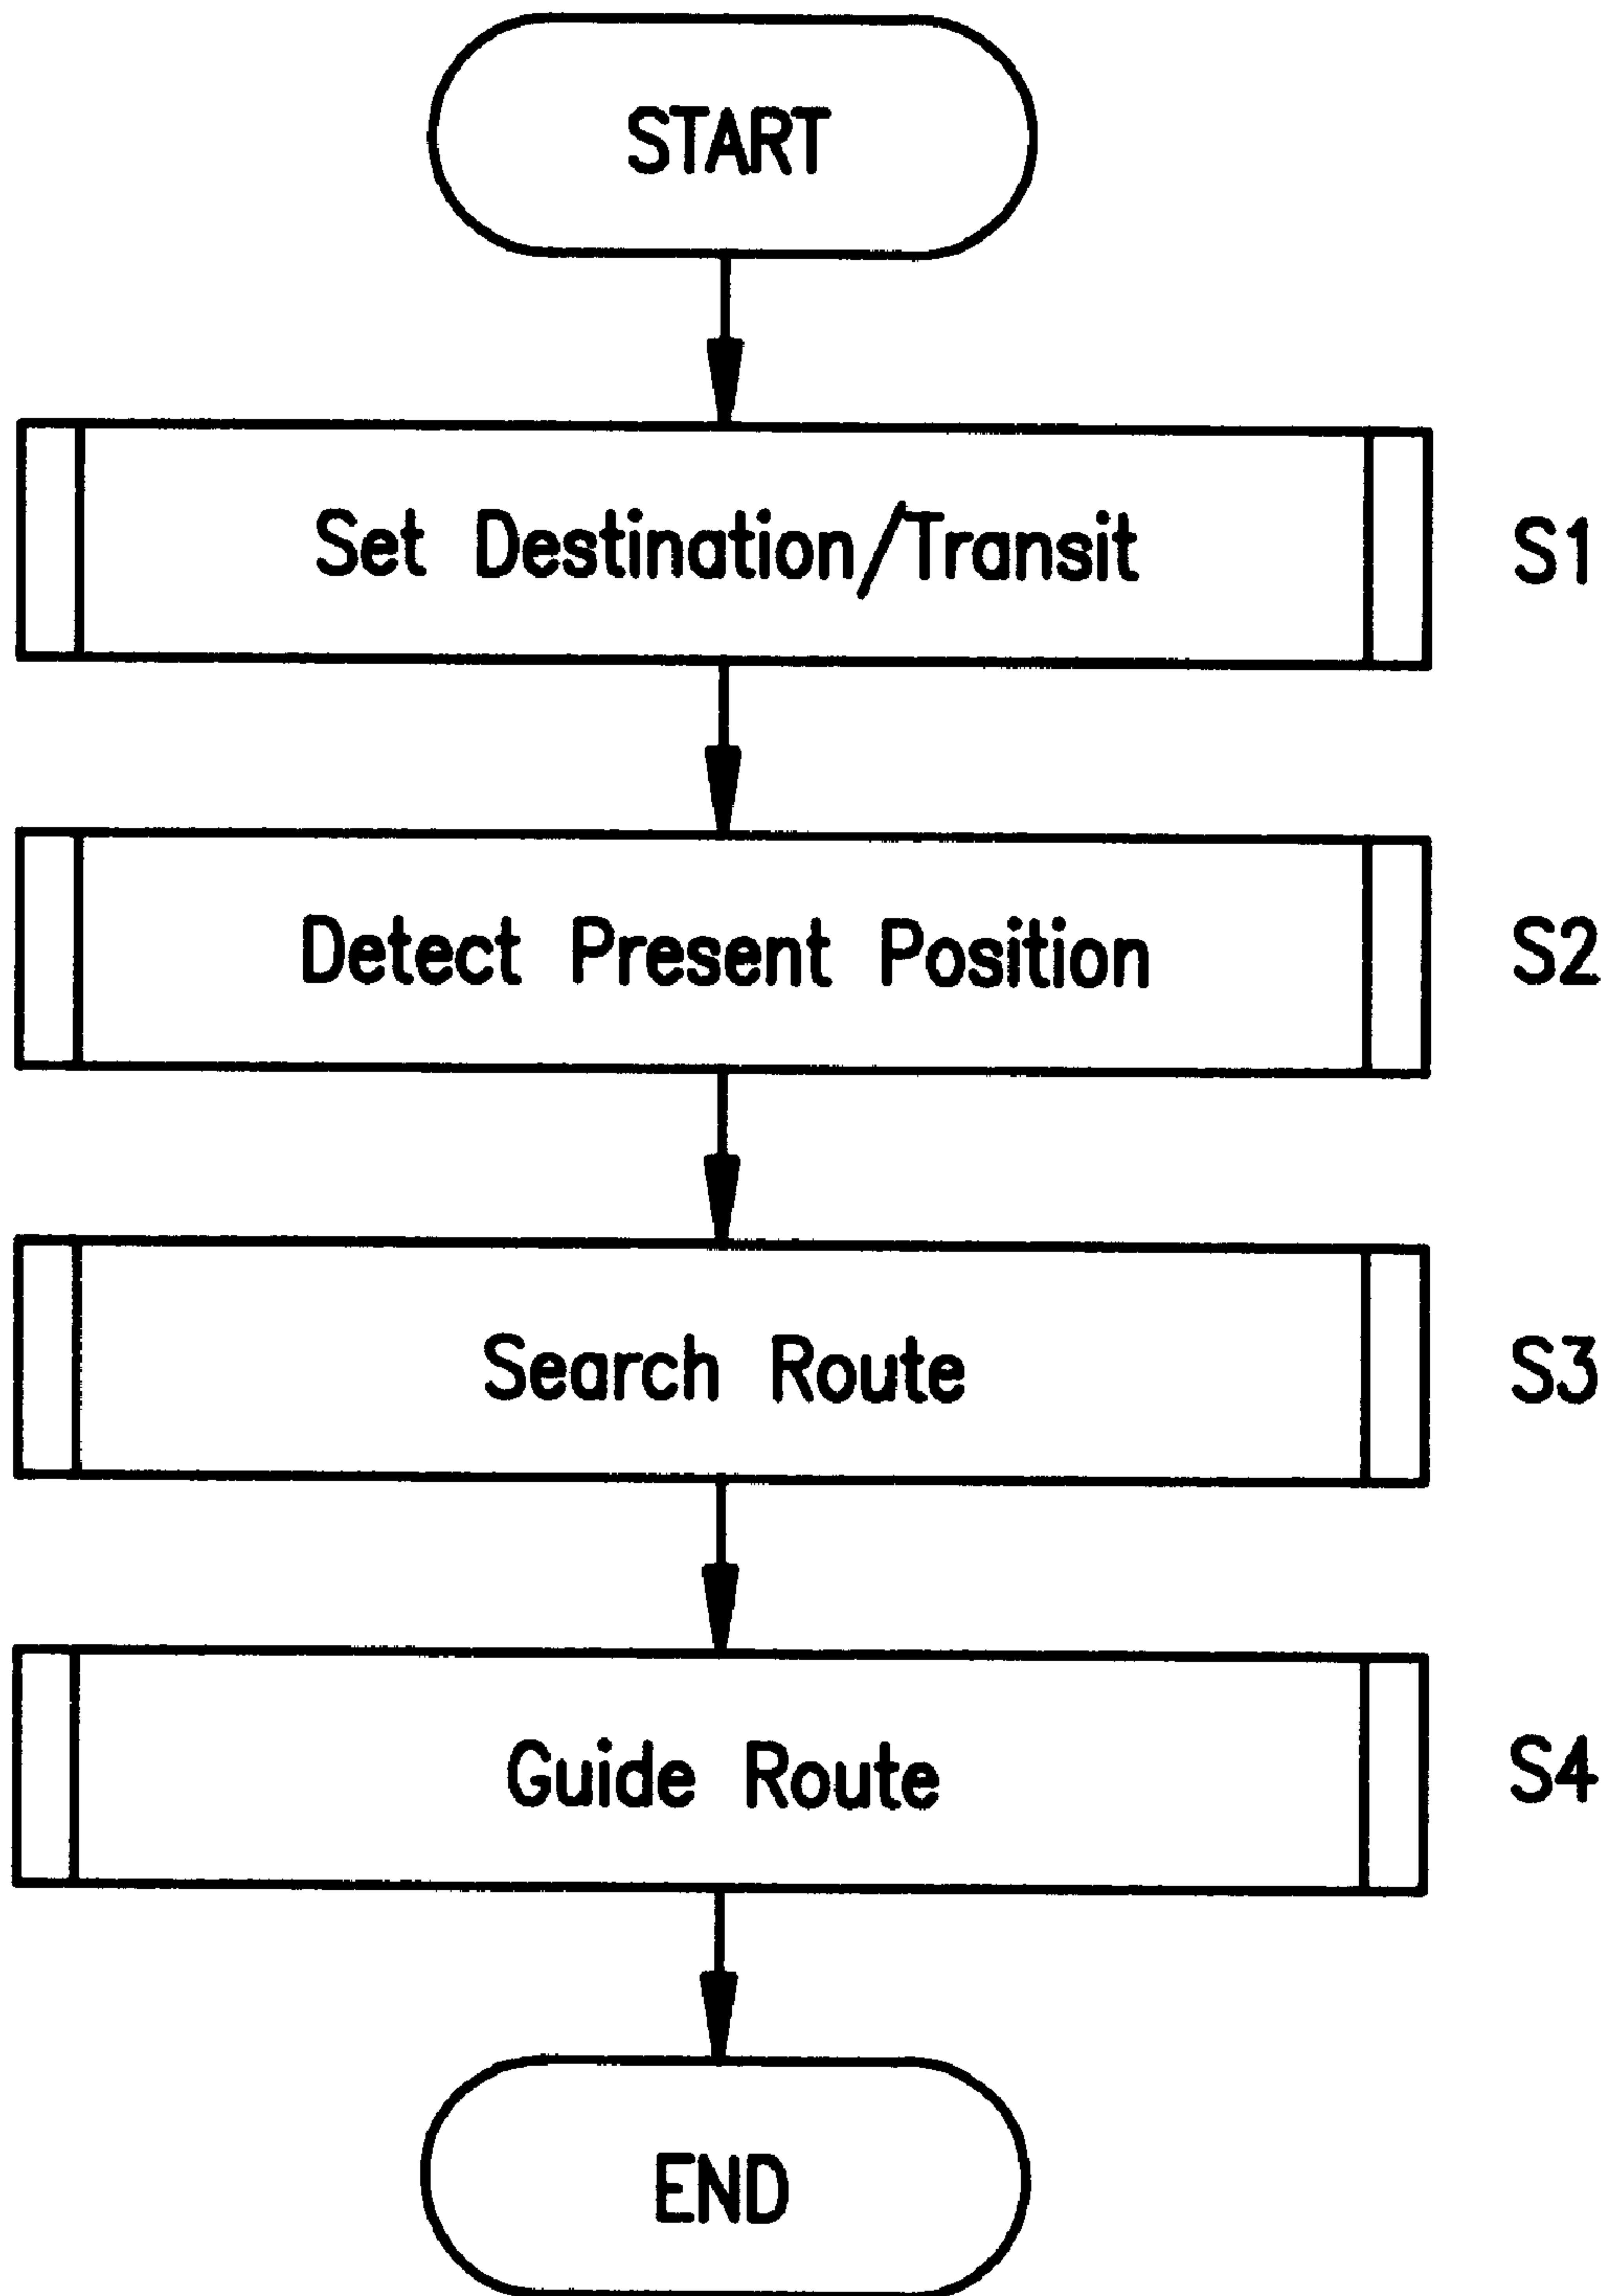 START
Set Destination/Transit S1
Detect Present Position S2
Search Route S3
Guide Route S4
END